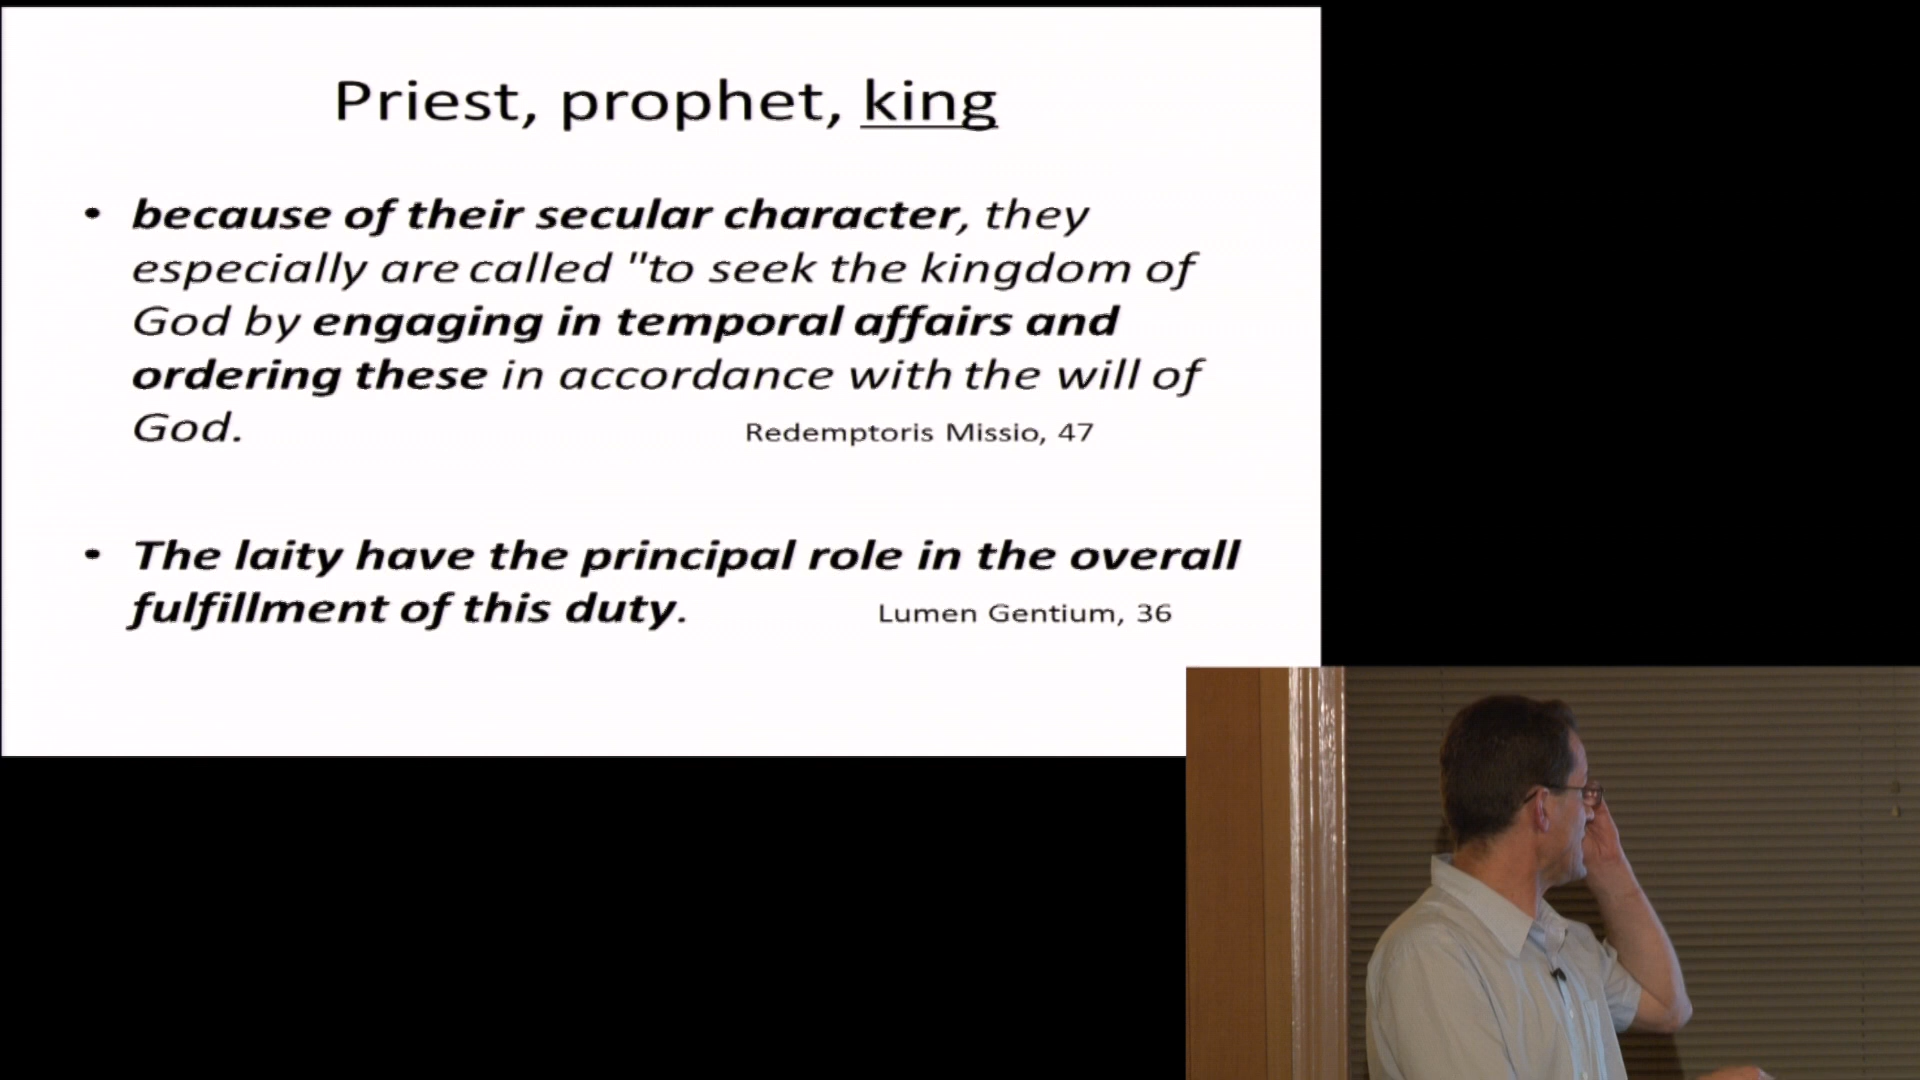 Priest, prophet, king
• because of their secular character, they
especially are called "to seek the kingdom of
God by engaging in temporal affairs and
ordering these in accordance with the will of
God. Redemptoris Missio, 47
• The laity have the principal role in the overall
fulfillment of this duty. Lumen Gentium, 36